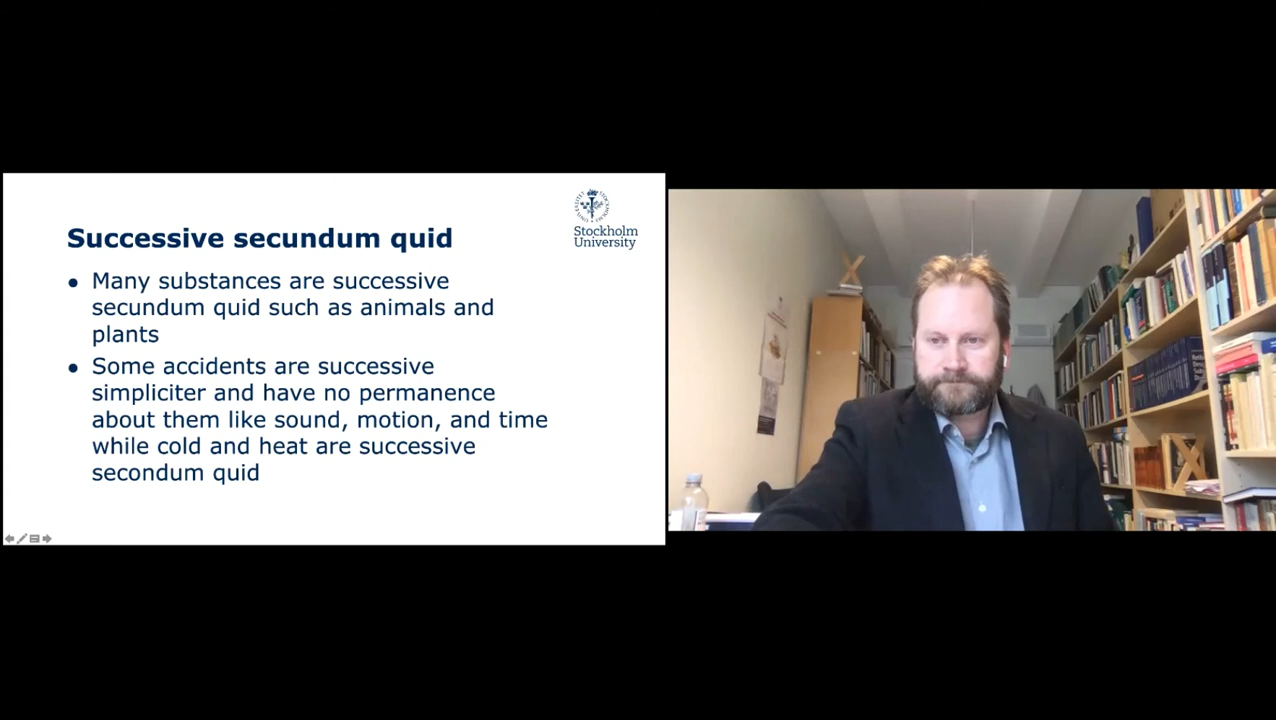 Successive secundum quid
Stockholm
University
• Many substances are successive
secundum quid such as animals and
plants
• Some accidents are successive
simpliciter and have no permanence
about them like sound, motion, and time
while cold and heat are successive
secondum quid